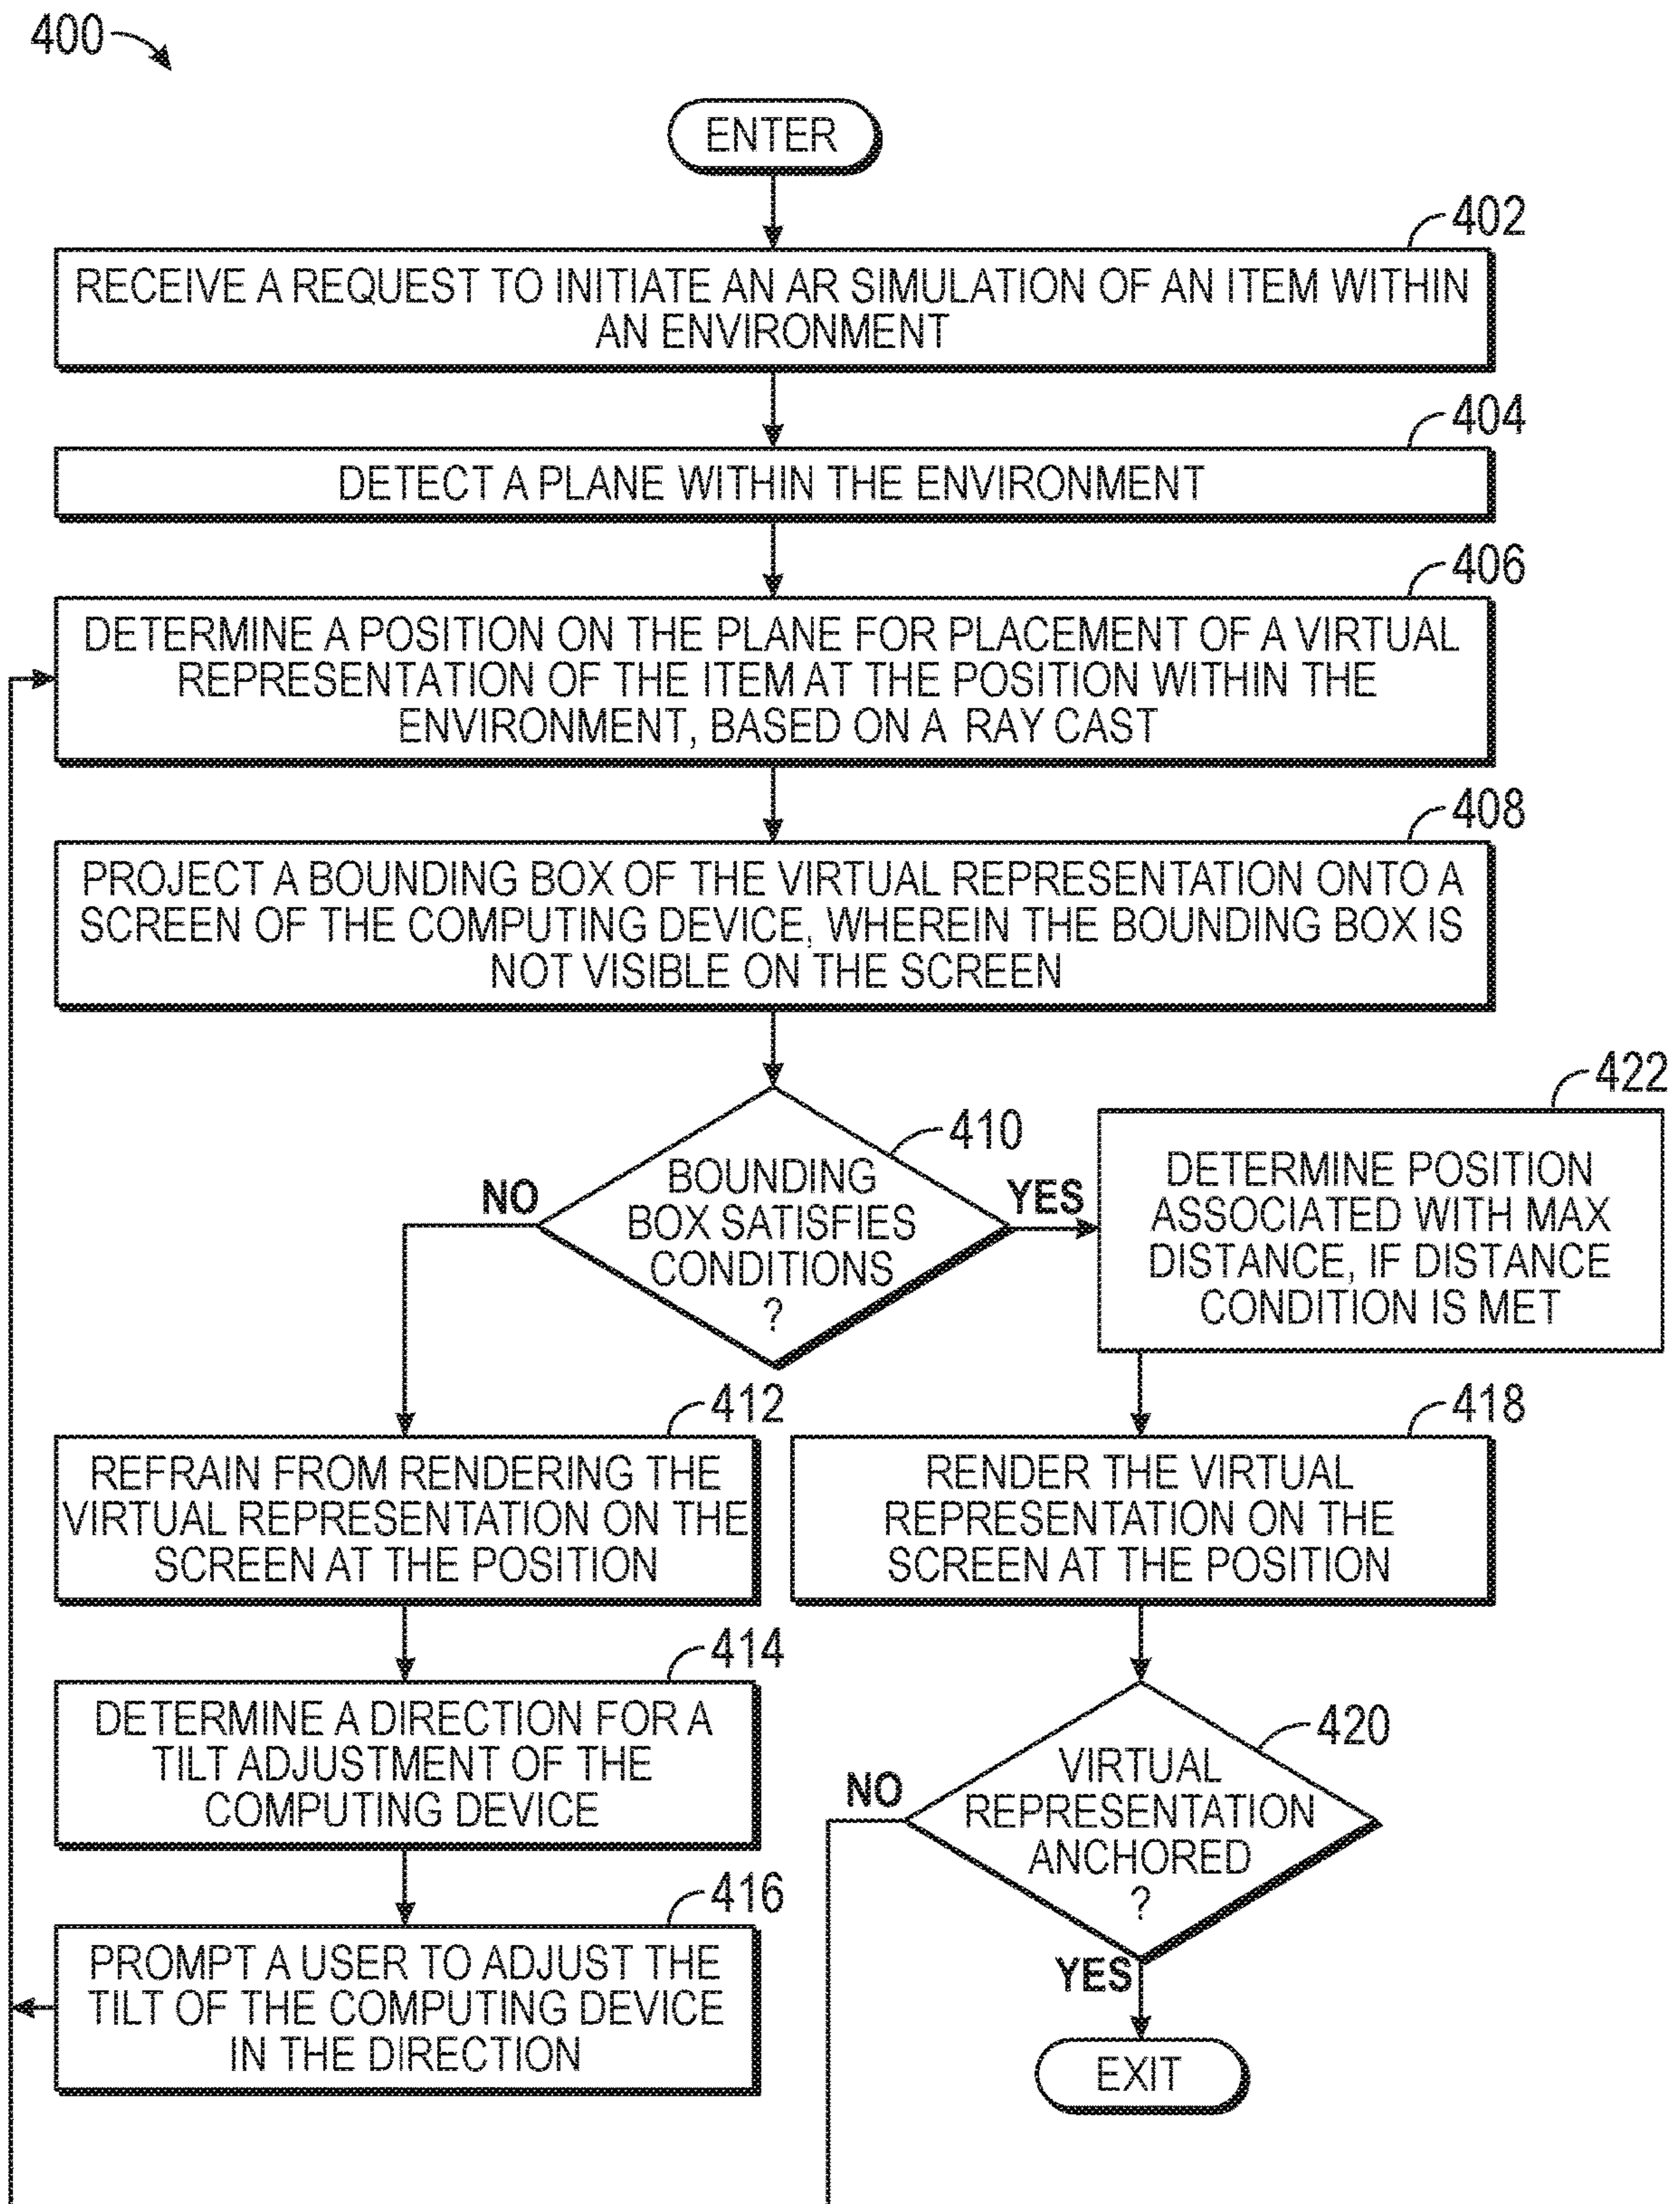 400
ENTER
402
RECEIVE A REQUEST TO INITIATE AN AR SIMULATION OF AN ITEM WITHIN
AN ENVIRONMENT
404
DETECT A PLANE WITHIN THE ENVIRONMENT
406
DETERMINE A POSITION ON THE PLANE FOR PLACEMENT OF A VIRTUAL
REPRESENTATION OF THE ITEM AT THE POSITION WITHIN THE
ENVIRONMENT, BASED ON A RAY CAST
408
PROJECT A BOUNDING BOX OF THE VIRTUAL REPRESENTATION ONTO A
SCREEN OF THE COMPUTING DEVICE, WHEREIN THE BOUNDING BOX IS
NOT VISIBLE ON THE SCREEN
410
BOUNDING
BOX SATISFIES
CONDITIONS
?
NO
YES
422
DETERMINE POSITION
ASSOCIATED WITH MAX
DISTANCE, IF DISTANCE
CONDITION IS MET
412
REFRAIN FROM RENDERING THE
VIRTUAL REPRESENTATION ON THE
SCREEN AT THE POSITION
418
RENDER THE VIRTUAL
REPRESENTATION ON THE
SCREEN AT THE POSITION
414
DETERMINE A DIRECTION FOR A
TILT ADJUSTMENT OF THE
COMPUTING DEVICE
420
VIRTUAL
REPRESENTATION
ANCHORED
?
NO
YES
416
PROMPT A USER TO ADJUST THE
TILT OF THE COMPUTING DEVICE
IN THE DIRECTION
EXIT